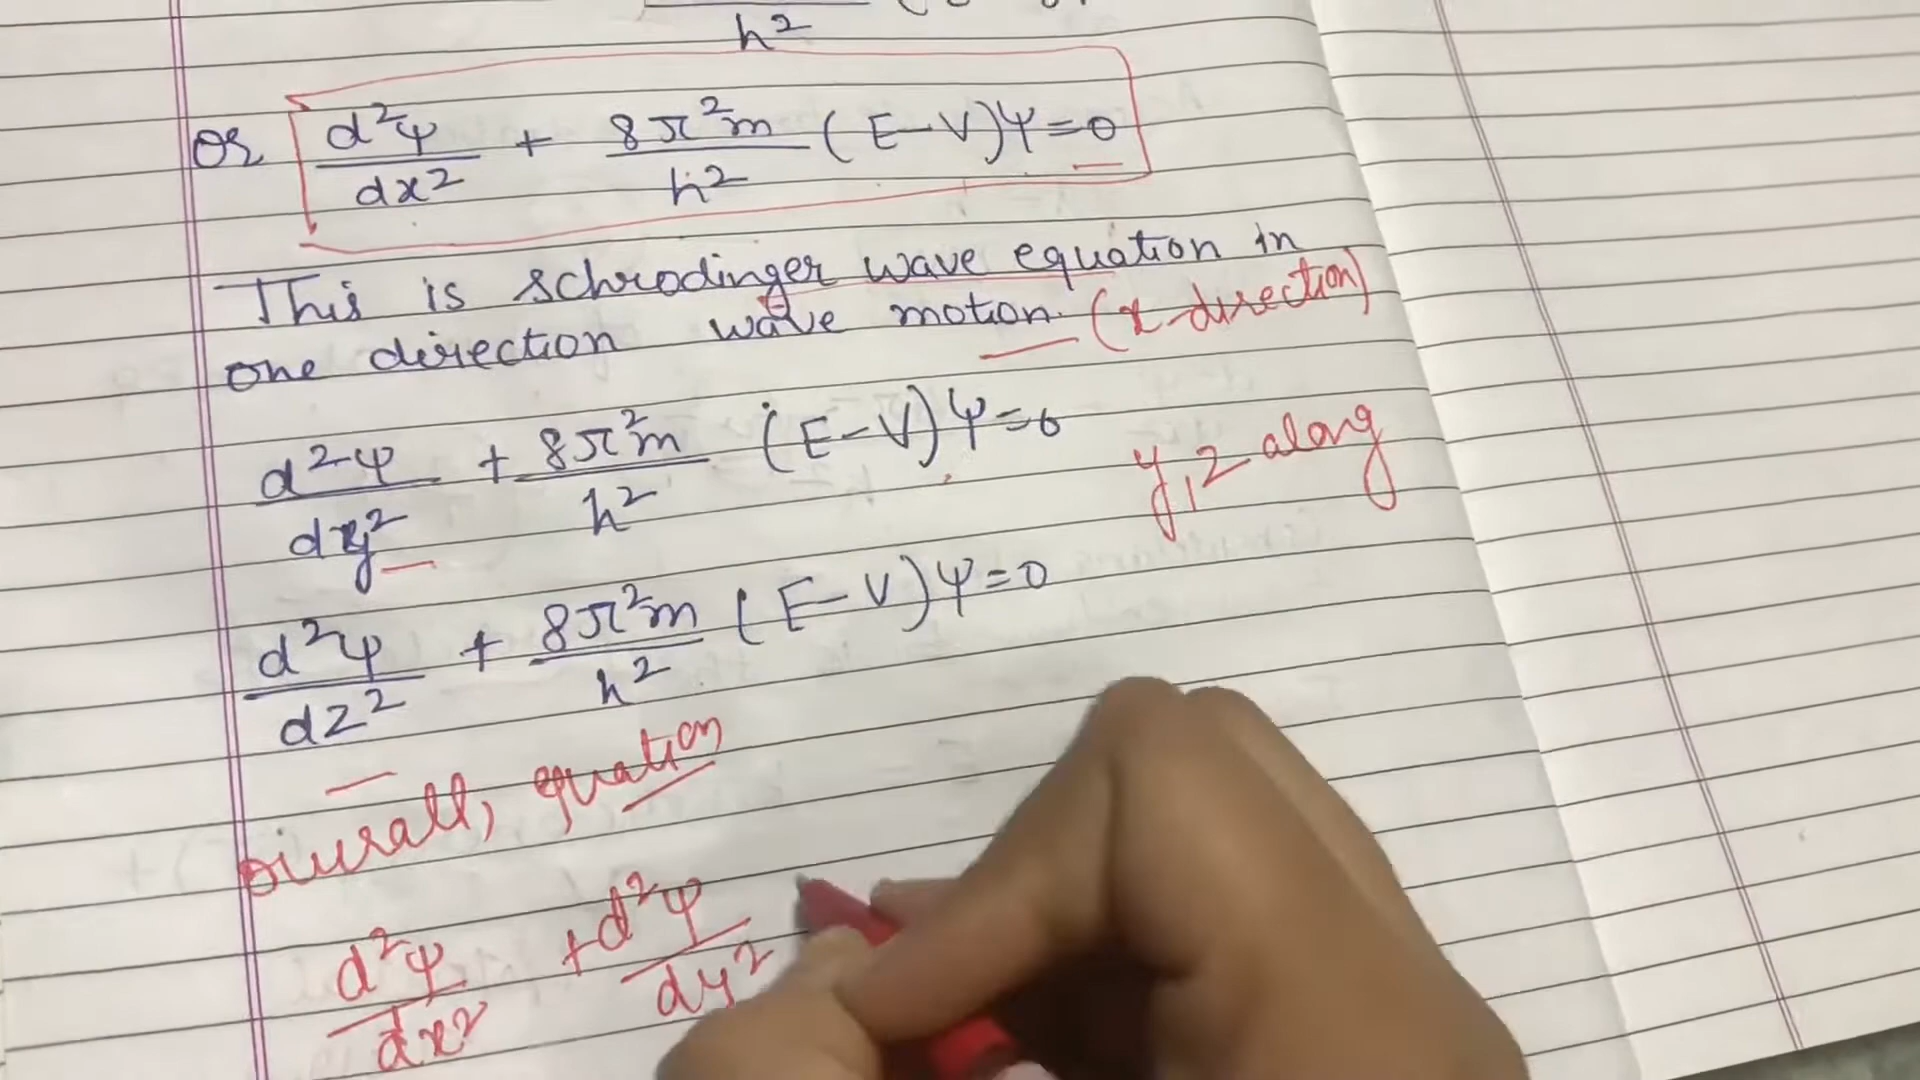 h²
or d²ψ/dx² + 8π²m/h² (E-V)ψ=0
This is schrodinger wave equation in
one direction wave motion. (x-direction)
d²ψ/dy² + 8π²m/h² (E-V)ψ=0
y,z along
d²ψ/dz² + 8π²m/h² (E-V)ψ=0
overall, equation
d²ψ/dx² + d²ψ/dy²